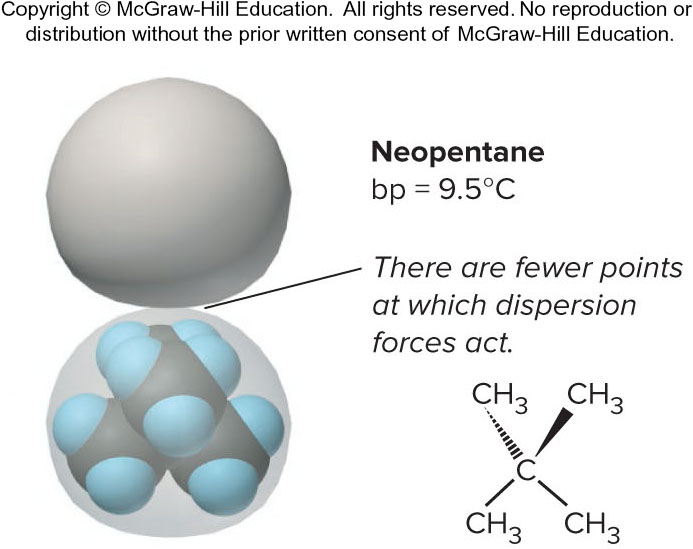 Copyright © McGraw-Hill Education. All rights reserved. No reproduction or
distribution without the prior written consent of McGraw-Hill Education.
Neopentane
bp = 9.5°C
There are fewer points
at which dispersion
forces act.
CH₃ CH₃
C
CH₃ CH₃